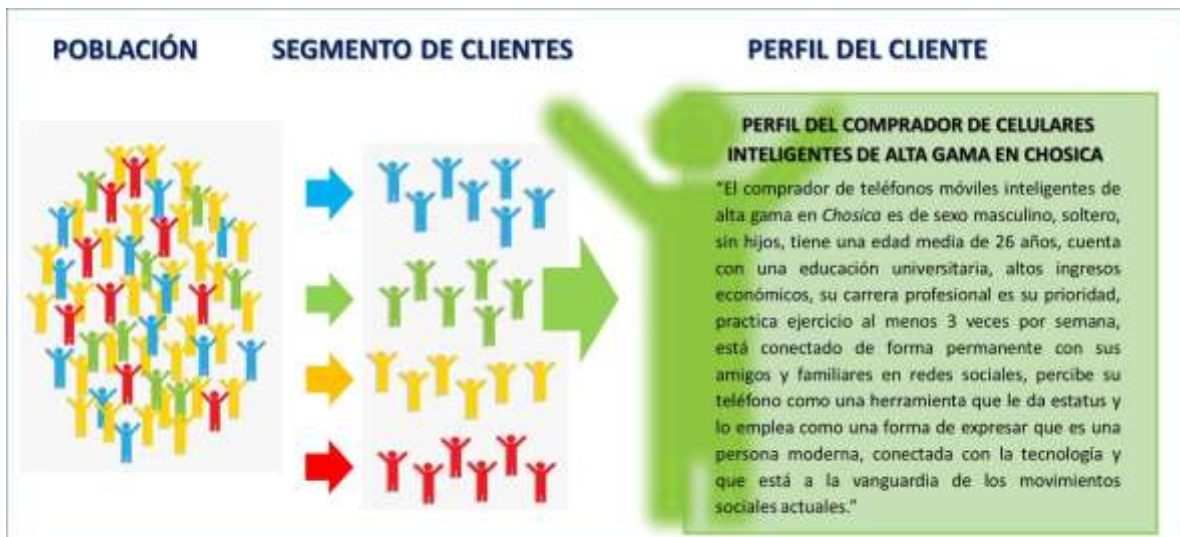 POBLACIÓN
SEGMENTO DE CLIENTES
PERFIL DEL CLIENTE
PERFIL DEL COMPRADOR DE CELULARES
INTELIGENTES DE ALTA GAMA EN CHOSICA
"El comprador de teléfonos móviles inteligentes de
alta gama en Chosica es de sexo masculino, soltero,
sin hijos, tiene una edad media de 26 años, cuenta
con una educación universitaria, altos ingresos
económicos, su carrera profesional es su prioridad,
practica ejercicio al menos 3 veces por semana,
está conectado de forma permanente con sus
amigos y familiares en redes sociales, percibe su
teléfono como una herramienta que le da estatus y
lo emplea como una forma de expresar que es una
persona moderna, conectada con la tecnología y
que está a la vanguardia de los movimientos
sociales actuales."